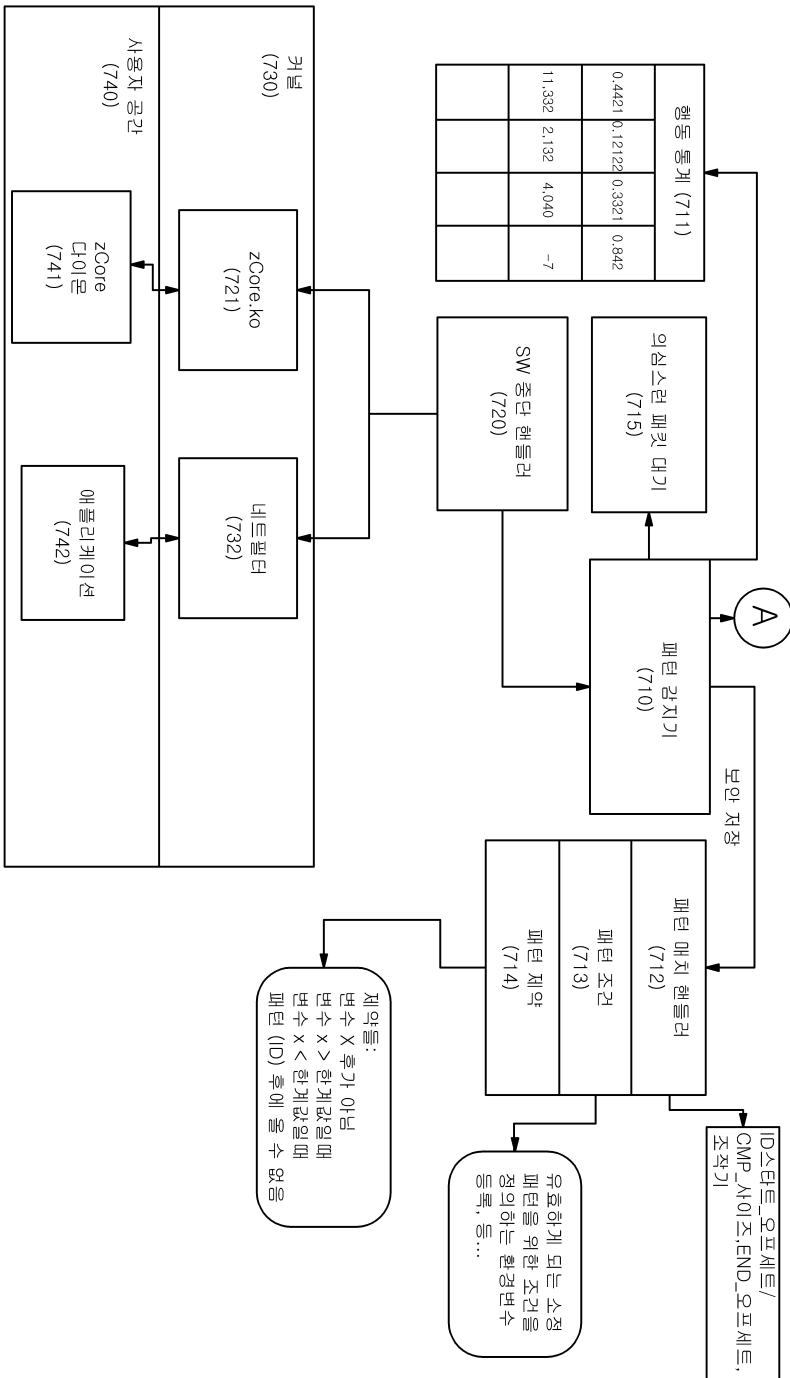 행동 통계 (711)
0.4421 0.12122 0.3321 0.842
11,332 2,132 4,040 -7
의심스런 패킷 대기
(715)
A
패턴 감지기
(710)
보안 저장
SW 중단 핸들러
(720)
커널
(730)
zCore.ko
(721)
네트필터
(732)
사용자 공간
(740)
zCore
다이몬
(741)
애플리케이션
(742)
패턴 매치 핸들러
(712)
패턴 조건
(713)
패턴 제약
(714)
ID스타트_오프세트/
CMP_사이즈,END_오프세트,
조작기
유효하게 되는 소정
패턴을 위한 조건을
정의하는 환경변수
등록, 등...
제약들:
변수 X 후가 아님
변수 x > 한계값일때
변수 x < 한계값일때
패턴 (ID) 후에 올 수 없음